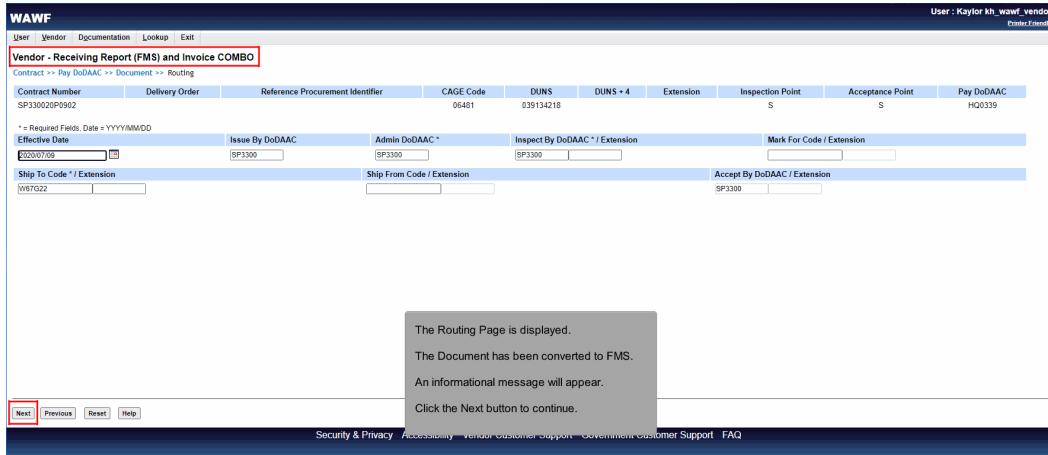 WAWF
User : Kaylor kh_wawf_vendo
Printer Friendl
User Vendor Documentation Lookup Exit
Vendor - Receiving Report (FMS) and Invoice COMBO
Contract >> Pay DoDAAC >> Document >> Routing
Contract Number Delivery Order Reference Procurement Identifier CAGE Code DUNS DUNS + 4 Extension Inspection Point Acceptance Point Pay DoDAAC
SP330020P0902 06481 039134218 S S HQ0339
* = Required Fields, Date = YYYY/MM/DD
Effective Date Issue By DoDAAC Admin DoDAAC * Inspect By DoDAAC * / Extension Mark For Code / Extension
2020/07/09 SP3300 SP3300 SP3300
Ship To Code * / Extension Ship From Code / Extension Accept By DoDAAC / Extension
W67G22 SP3300
The Routing Page is displayed.
The Document has been converted to FMS.
An informational message will appear.
Click the Next button to continue.
Next Previous Reset Help
Security & Privacy Accessibility Vendor Customer Support Government Customer Support FAQ